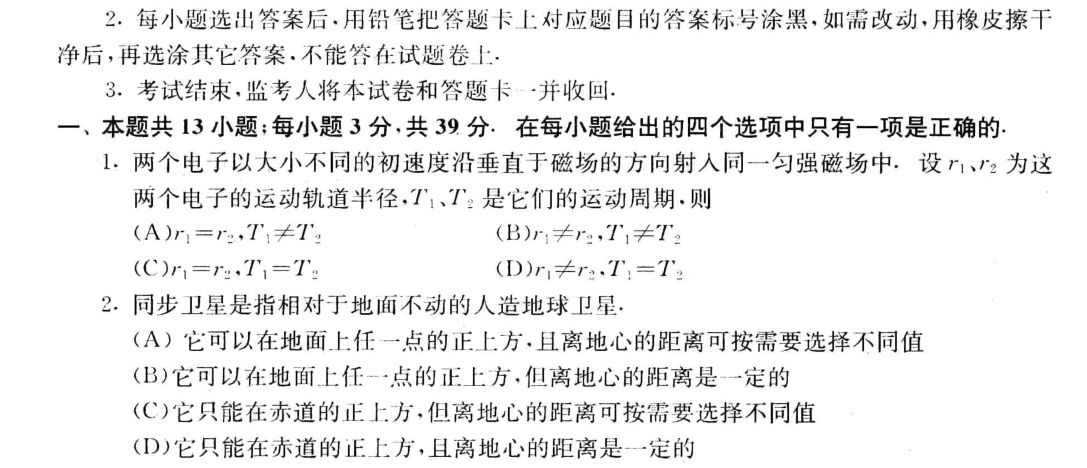 2. 每小题选出答案后,用铅笔把答题卡上对应题目的答案标号涂黑,如需改动,用橡皮擦干
净后,再选涂其它答案,不能答在试题卷上.
3. 考试结束,监考人将本试卷和答题卡一并收回.
一、本题共 13 小题;每小题 3 分,共 39 分. 在每小题给出的四个选项中只有一项是正确的.
1. 两个电子以大小不同的初速度沿垂直于磁场的方向射入同一匀强磁场中. 设 r₁、r₂ 为这
两个电子的运动轨道半径,T₁、T₂ 是它们的运动周期,则
(A)r₁=r₂,T₁≠T₂ (B)r₁≠r₂,T₁≠T₂
(C)r₁=r₂,T₁=T₂ (D)r₁≠r₂,T₁=T₂
2. 同步卫星是指相对于地面不动的人造地球卫星.
(A) 它可以在地面上任一点的正上方,且离地心的距离可按需要选择不同值
(B)它可以在地面上任一点的正上方,但离地心的距离是一定的
(C)它只能在赤道的正上方,但离地心的距离可按需要选择不同值
(D)它只能在赤道的正上方,且离地心的距离是一定的